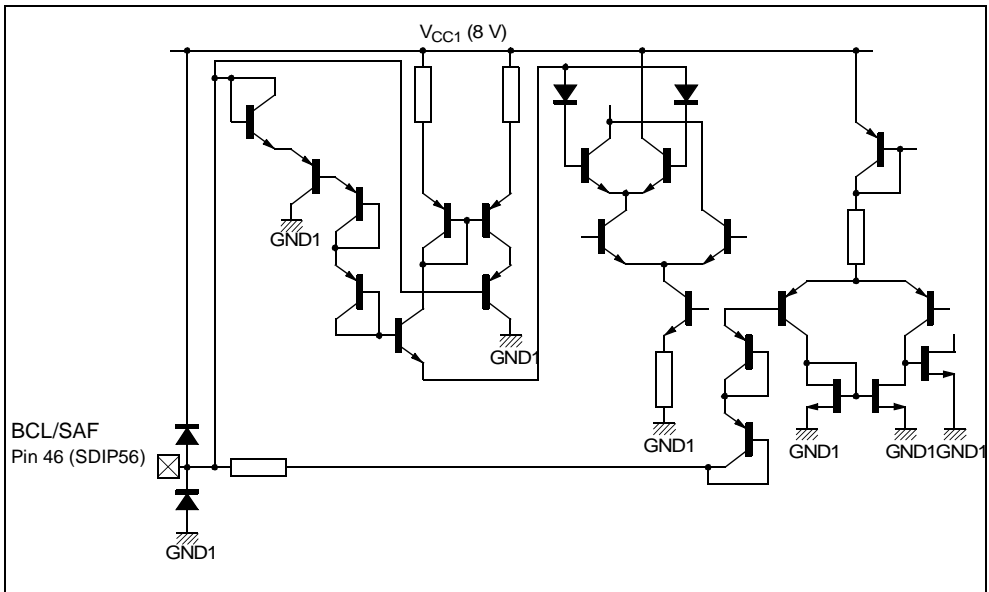 VCC1 (8 V)
GND1
GND1
GND1
GND1
GND1GND1
BCL/SAF
Pin 46 (SDIP56)
GND1